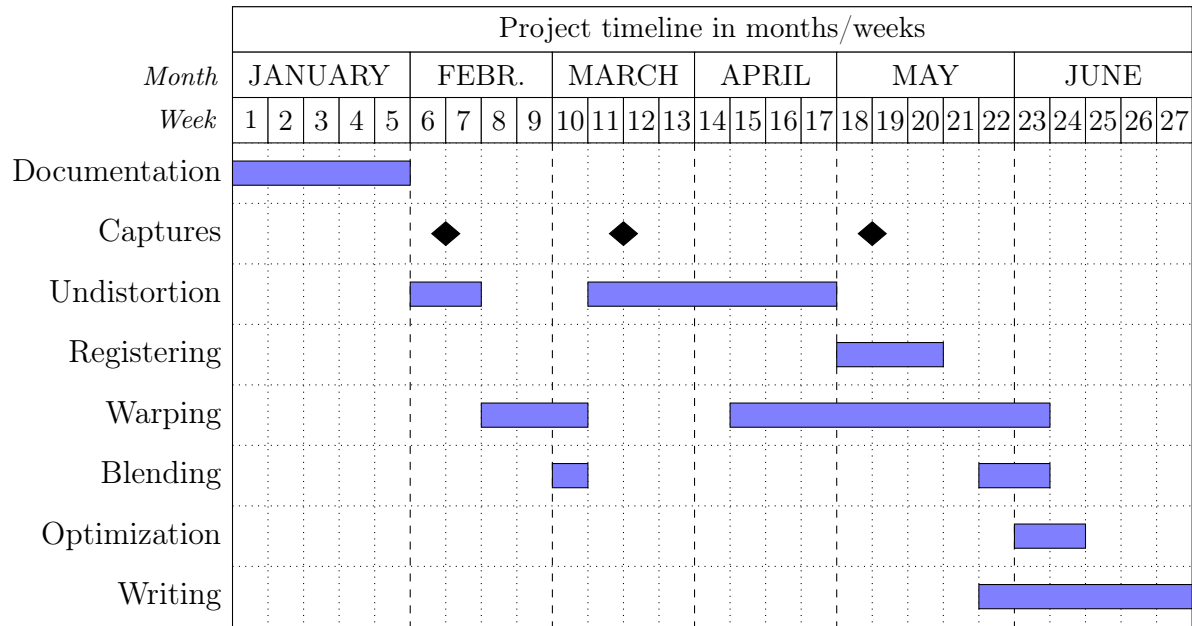 Project timeline in months/weeks
Month JANUARY FEBR. MARCH APRIL MAY JUNE
Week 1 2 3 4 5 6 7 8 9 10 11 12 13 14 15 16 17 18 19 20 21 22 23 24 25 26 27
Documentation
Captures
Undistortion
Registering
Warping
Blending
Optimization
Writing